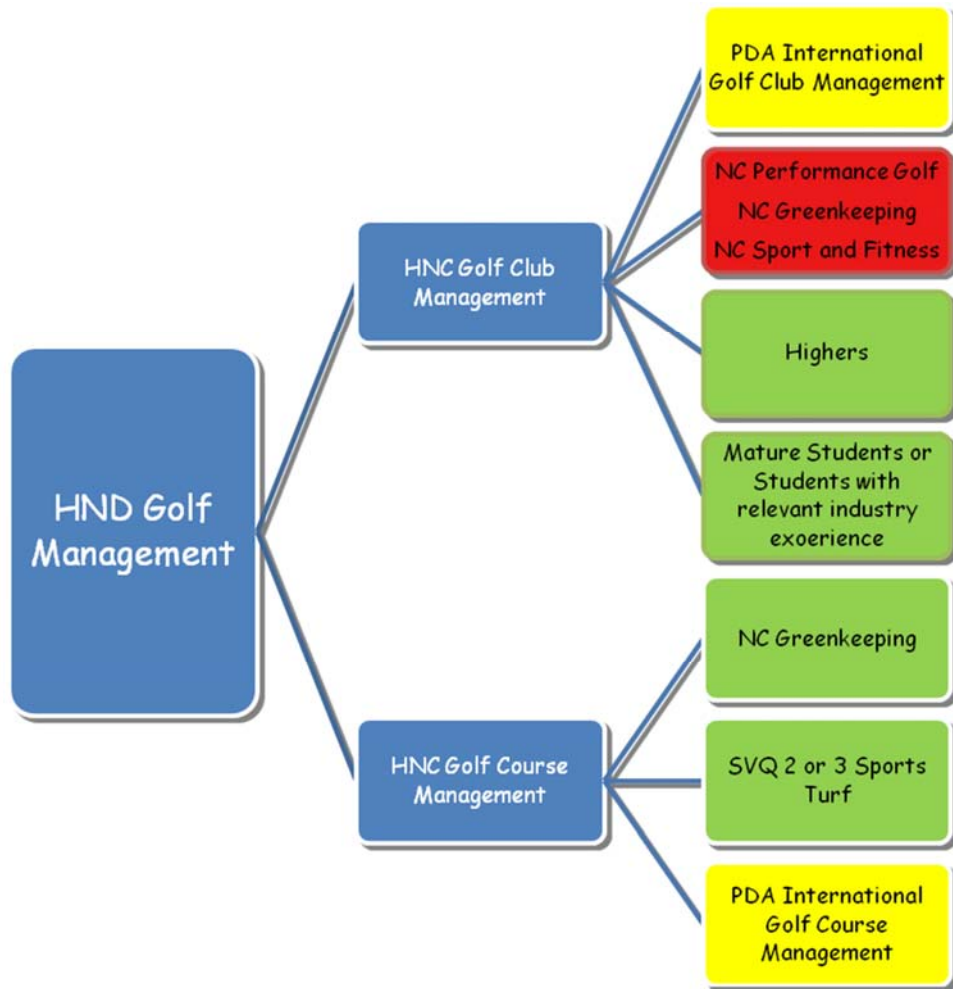 PDA International
Golf Club Management
NC Performance Golf
NC Greenkeeping
NC Sport and Fitness
HNC Golf Club
Management
Highers
Mature Students or
Students with
relevant industry
exoerience
HND Golf
Management
NC Greenkeeping
HNC Golf Course
Management
SVQ 2 or 3 Sports
Turf
PDA International
Golf Course
Management